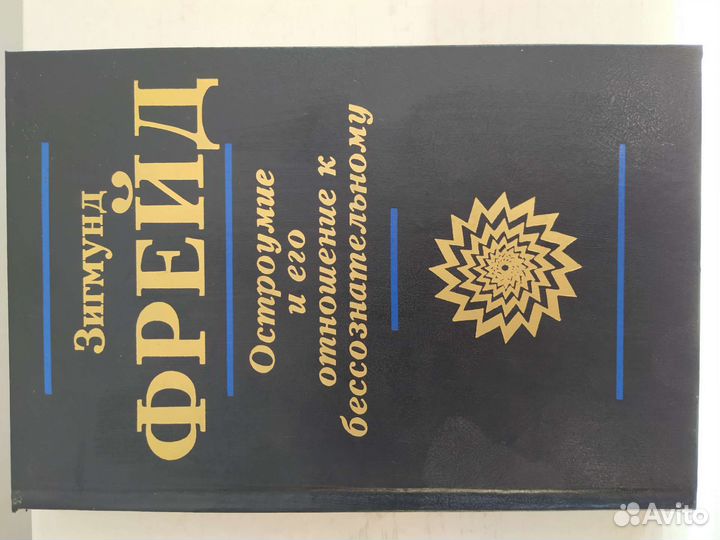 Зигмунд
ФРЕЙД
Остроумие
и его
отношение к
бессознательному
Avito